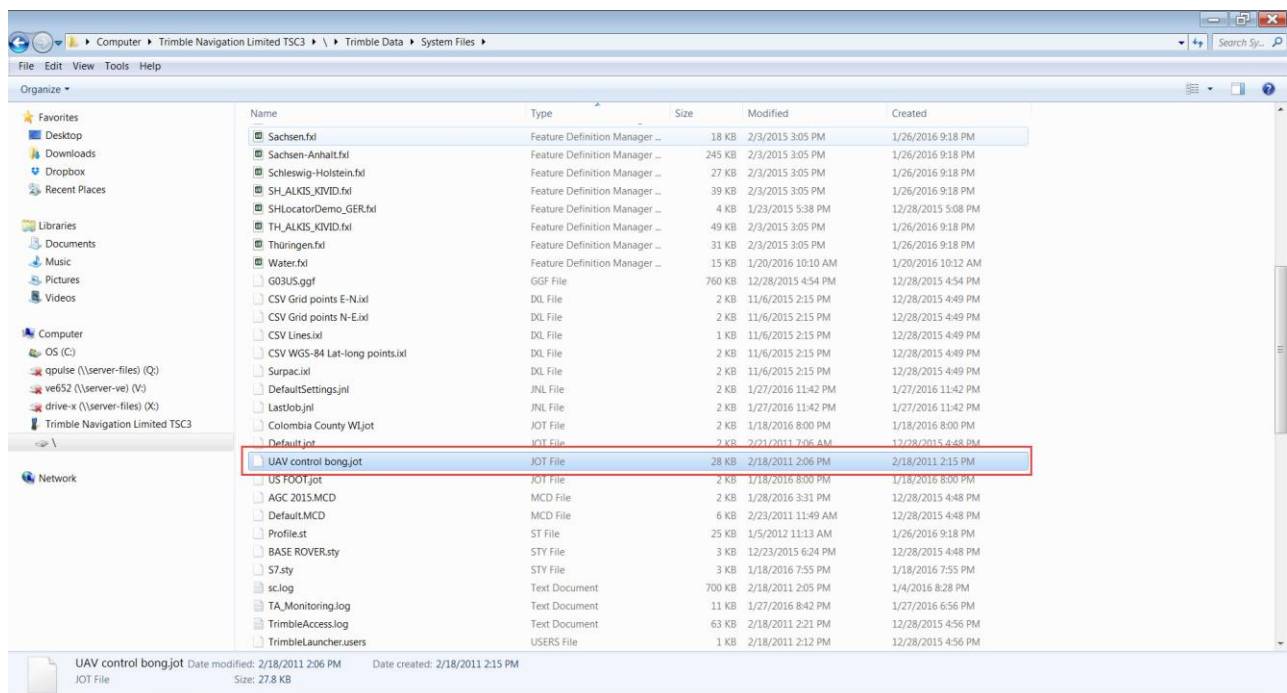 Computer ▸ Trimble Navigation Limited TSC3 ▸ \ ▸ Trimble Data ▸ System Files ▸ Search Sy...
File Edit View Tools Help
Organize
Favorites
Desktop
Downloads
Dropbox
Recent Places
Libraries
Documents
Music
Pictures
Videos
Computer
OS (C:)
qpulse (\\server-files) (Q:)
ve652 (\\server-ve) (V:)
drive-x (\\server-files) (X:)
Trimble Navigation Limited TSC3
\
Network
Name Type Size Modified Created
Sachsen.fxl Feature Definition Manager ... 18 KB 2/3/2015 3:05 PM 1/26/2016 9:18 PM
Sachsen-Anhalt.fxl Feature Definition Manager ... 245 KB 2/3/2015 3:05 PM 1/26/2016 9:18 PM
Schleswig-Holstein.fxl Feature Definition Manager ... 27 KB 2/3/2015 3:05 PM 1/26/2016 9:18 PM
SH_ALKIS_KIVID.fxl Feature Definition Manager ... 39 KB 2/3/2015 3:05 PM 1/26/2016 9:18 PM
SHLocatorDemo_GER.fxl Feature Definition Manager ... 4 KB 1/23/2015 5:38 PM 12/28/2015 5:08 PM
TH_ALKIS_KIVID.fxl Feature Definition Manager ... 49 KB 2/3/2015 3:05 PM 1/26/2016 9:18 PM
Thüringen.fxl Feature Definition Manager ... 31 KB 2/3/2015 3:05 PM 1/26/2016 9:18 PM
Water.fxl Feature Definition Manager ... 15 KB 1/20/2016 10:10 AM 1/20/2016 10:12 AM
G03US.ggf GGF File 760 KB 12/28/2015 4:54 PM 12/28/2015 4:54 PM
CSV Grid points E-N.ixl IXL File 2 KB 11/6/2015 2:15 PM 12/28/2015 4:49 PM
CSV Grid points N-E.ixl IXL File 2 KB 11/6/2015 2:15 PM 12/28/2015 4:49 PM
CSV Lines.ixl IXL File 1 KB 11/6/2015 2:15 PM 12/28/2015 4:49 PM
CSV WGS-84 Lat-long points.ixl IXL File 2 KB 11/6/2015 2:15 PM 12/28/2015 4:49 PM
Surpac.ixl IXL File 2 KB 11/6/2015 2:15 PM 12/28/2015 4:49 PM
DefaultSettings.jnl JNL File 2 KB 1/27/2016 11:42 PM 1/27/2016 11:42 PM
LastJob.jnl JNL File 2 KB 1/27/2016 11:42 PM 1/27/2016 11:42 PM
Colombia County WI.jot JOT File 2 KB 1/18/2016 8:00 PM 1/18/2016 8:00 PM
Default.jot JOT File 2 KB 2/21/2011 7:06 AM 12/28/2015 4:48 PM
UAV control bong.jot JOT File 28 KB 2/18/2011 2:06 PM 2/18/2011 2:15 PM
US FOOT.jot JOT File 2 KB 1/18/2016 8:00 PM 1/18/2016 8:00 PM
AGC 2015.MCD MCD File 2 KB 1/28/2016 3:31 PM 12/28/2015 4:48 PM
Default.MCD MCD File 6 KB 2/23/2011 11:49 AM 12/28/2015 4:48 PM
Profile.st ST File 25 KB 1/5/2012 11:13 AM 1/26/2016 9:18 PM
BASE ROVER.sty STY File 3 KB 12/23/2015 6:24 PM 12/28/2015 4:48 PM
S7.sty STY File 3 KB 1/18/2016 7:55 PM 1/18/2016 7:55 PM
sc.log Text Document 700 KB 2/18/2011 2:05 PM 1/4/2016 8:28 PM
TA_Monitoring.log Text Document 11 KB 1/27/2016 8:42 PM 1/27/2016 6:56 PM
TrimbleAccess.log Text Document 63 KB 2/18/2011 2:21 PM 12/28/2015 4:56 PM
TrimbleLauncher.users USERS File 1 KB 2/18/2011 2:12 PM 12/28/2015 4:56 PM
UAV control bong.jot Date modified: 2/18/2011 2:06 PM Date created: 2/18/2011 2:15 PM
JOT File Size: 27.8 KB